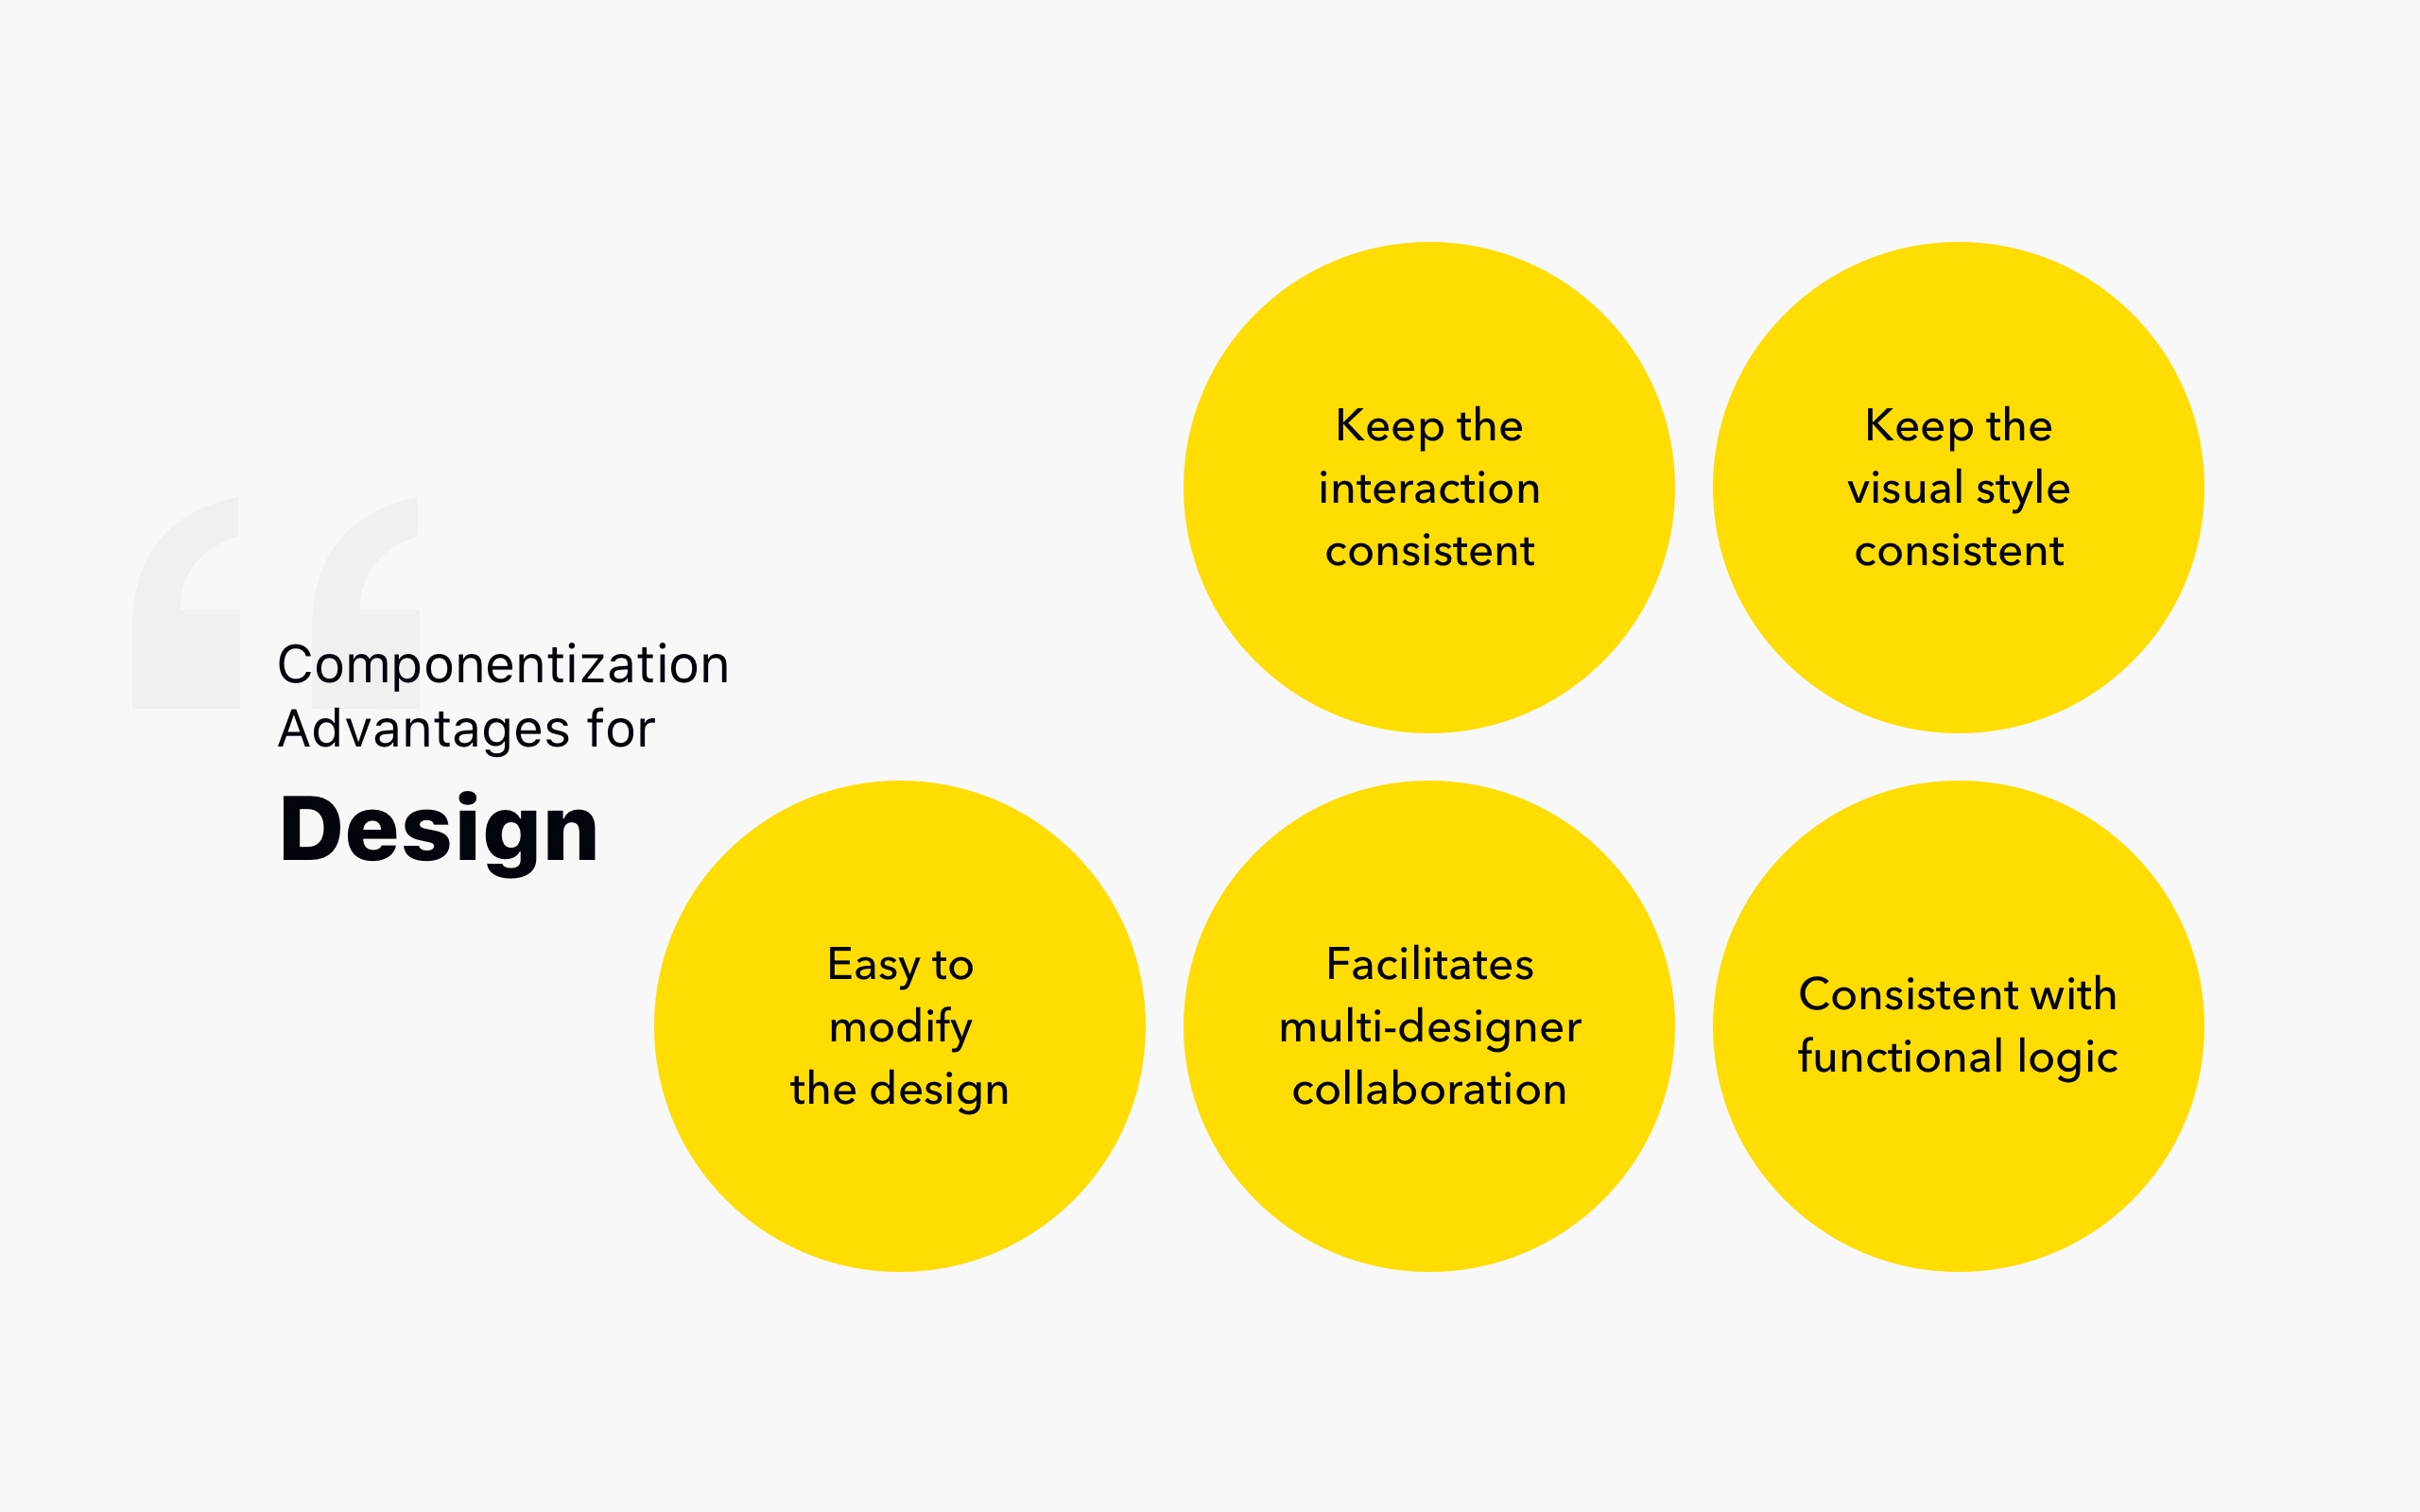 Componentization
Advantages for
Design
Keep the
interaction
consistent
Keep the
visual style
consistent
Easy to
modify
the design
Facilitates
multi-designer
collaboration
Consistent with
functional logic